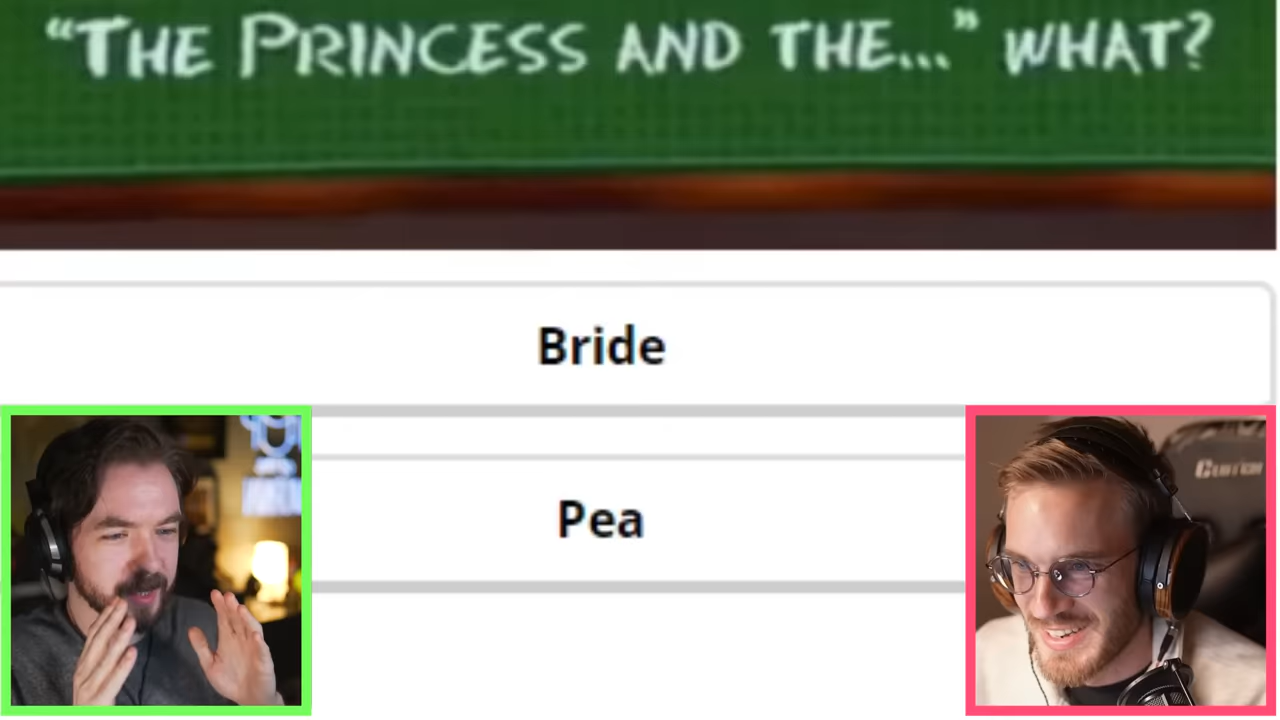 “THE PRINCESS AND THE...” WHAT?
Bride
Pea